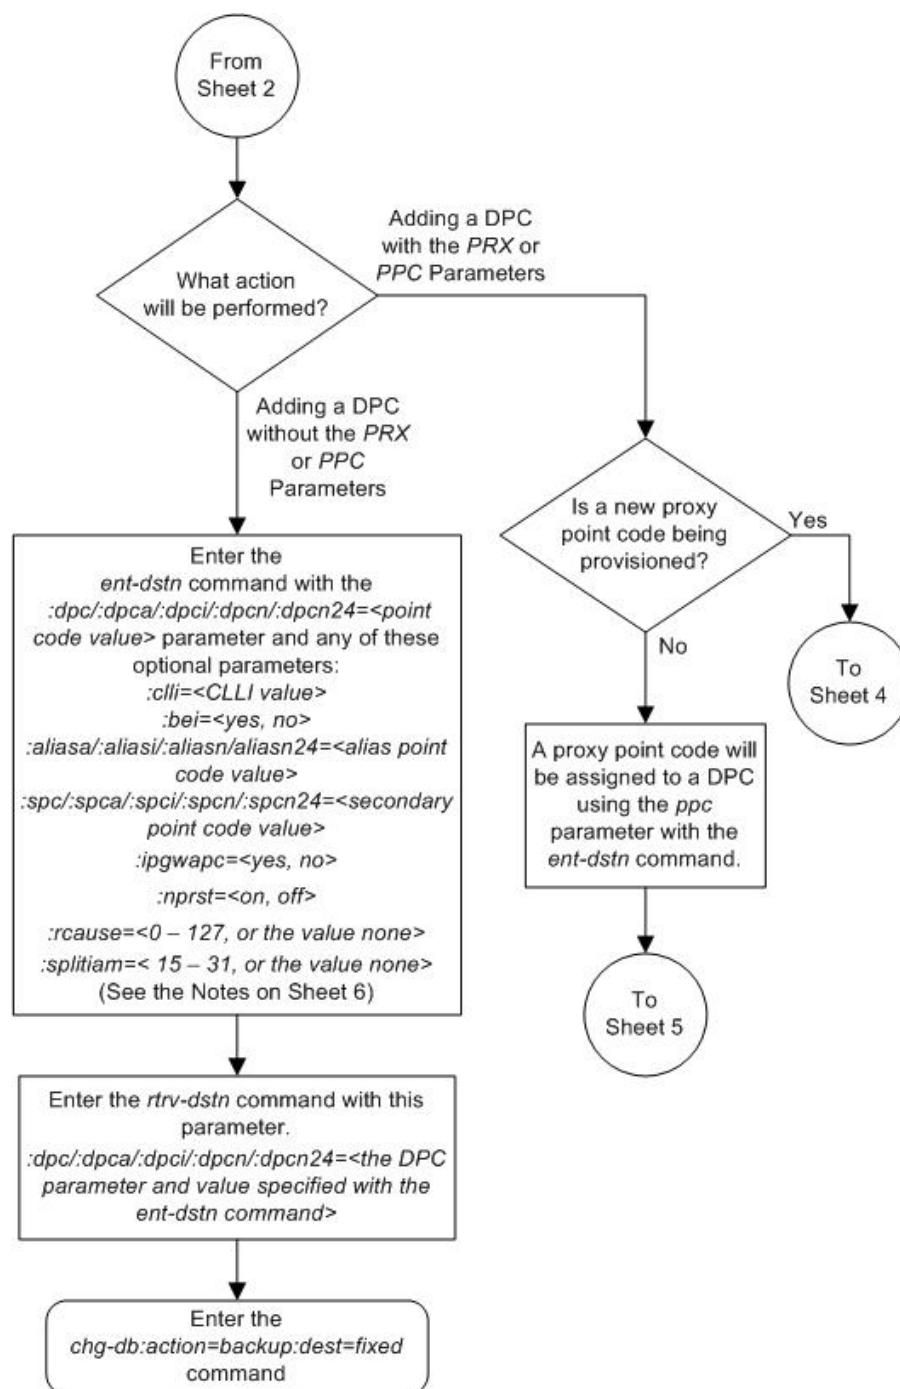 From
Sheet 2
What action
will be performed?
Adding a DPC
with the PRX or
PPC Parameters
Adding a DPC
without the PRX
or PPC
Parameters
Is a new proxy
point code being
provisioned?
Yes
No
To
Sheet 4
A proxy point code will
be assigned to a DPC
using the ppc
parameter with the
ent-dstn command.
To
Sheet 5
Enter the
ent-dstn command with the
:dpc/:dpca/:dpci/:dpcn/:dpcn24=<point
code value> parameter and any of these
optional parameters:
:clli=<CLLI value>
:bei=<yes, no>
:aliasa/:aliasi/:aliasn/aliasn24=<alias point
code value>
:spc/:spca/:spci/:spcn/:spcn24=<secondary
point code value>
:ipgwapc=<yes, no>
:nprst=<on, off>
:rcause=<0 – 127, or the value none>
:splitiam=< 15 – 31, or the value none>
(See the Notes on Sheet 6)
Enter the rtrv-dstn command with this
parameter.
:dpc/:dpca/:dpci/:dpcn/:dpcn24=<the DPC
parameter and value specified with the
ent-dstn command>
Enter the
chg-db:action=backup:dest=fixed
command